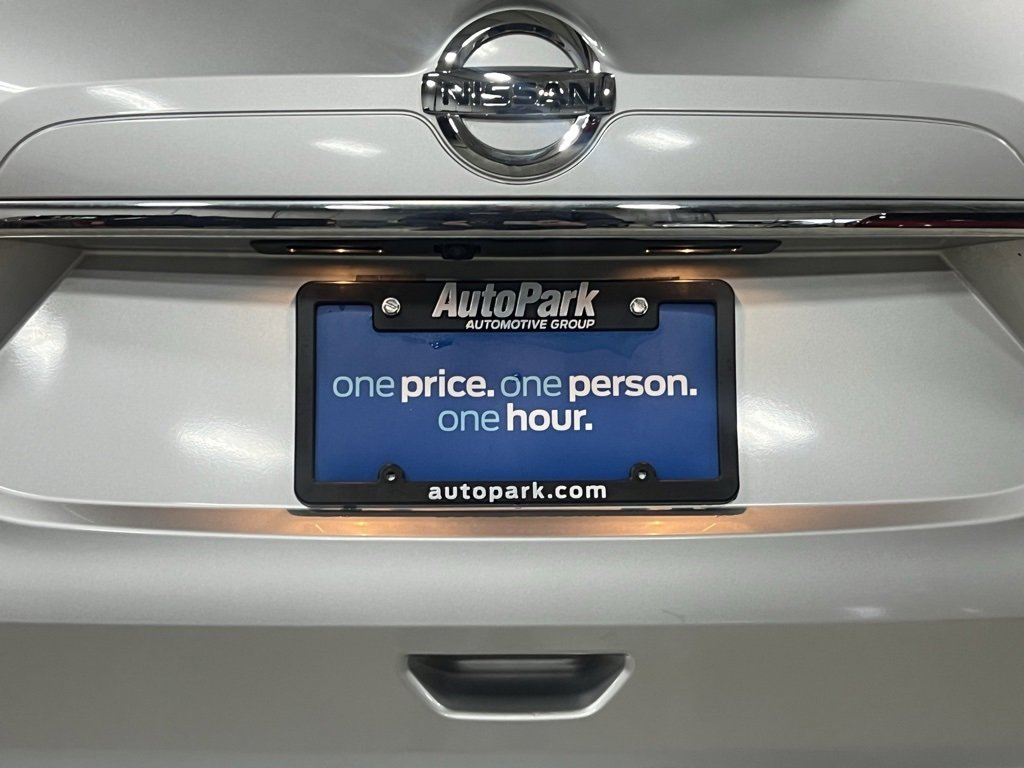 NISSAN
AutoPark
AUTOMOTIVE GROUP
one price. one person.
one hour.
autopark.com